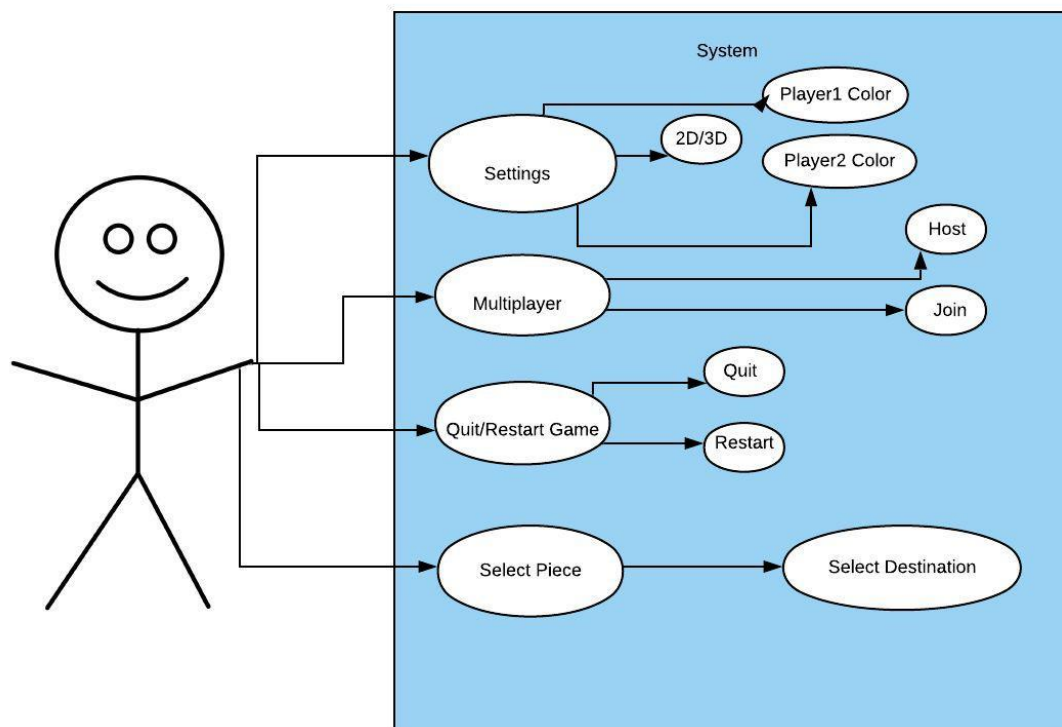 System
Player1 Color
2D/3D
Player2 Color
Settings
Host
Multiplayer
Join
Quit
Quit/Restart Game
Restart
Select Piece
Select Destination